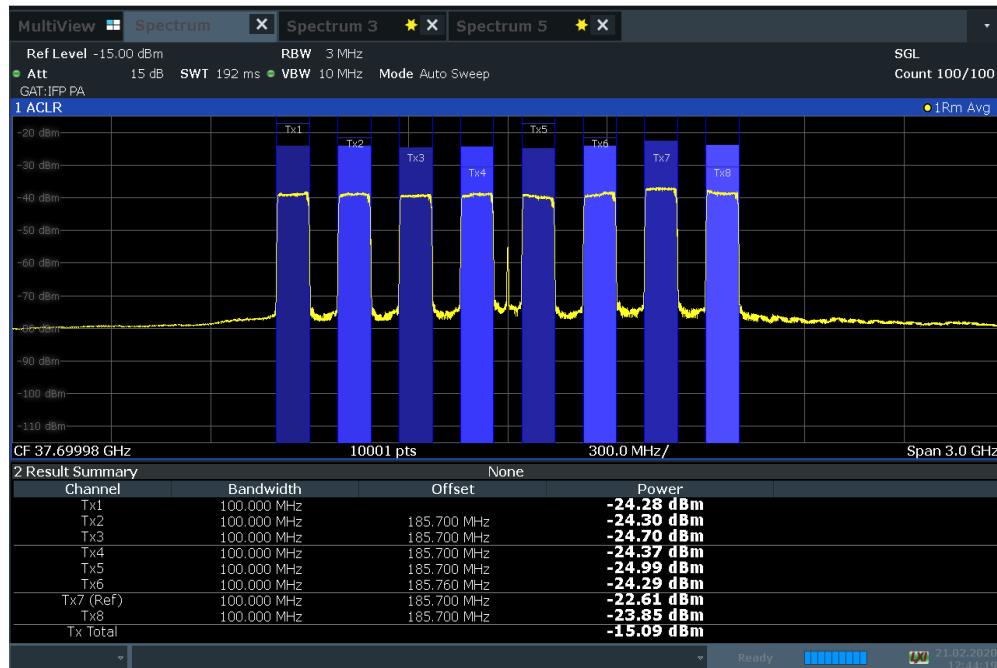 MultiView Spectrum X Spectrum 3 X Spectrum 5 X
Ref Level -15.00 dBm RBW 3 MHz SGL
Att 15 dB SWT 192 ms VBW 10 MHz Mode Auto Sweep Count 100/100
GAT:IFP PA
1 ACLR 1Rm Avg
Tx1 Tx5
-20 dBm
Tx2 Tx6
Tx3 Tx7
-30 dBm
Tx4 Tx8
-40 dBm
-50 dBm
-60 dBm
-70 dBm
-80 dBm
-90 dBm
-100 dBm
-110 dBm
CF 37.69998 GHz 10001 pts 300.0 MHz/ Span 3.0 GHz
2 Result Summary None
Channel Bandwidth Offset Power
Tx1 100.000 MHz -24.28 dBm
Tx2 100.000 MHz 185.700 MHz -24.30 dBm
Tx3 100.000 MHz 185.700 MHz -24.70 dBm
Tx4 100.000 MHz 185.700 MHz -24.37 dBm
Tx5 100.000 MHz 185.700 MHz -24.99 dBm
Tx6 100.000 MHz 185.760 MHz -24.29 dBm
Tx7 (Ref) 100.000 MHz 185.700 MHz -22.61 dBm
Tx8 100.000 MHz 185.700 MHz -23.85 dBm
Tx Total -15.09 dBm
Ready 21.02.2020